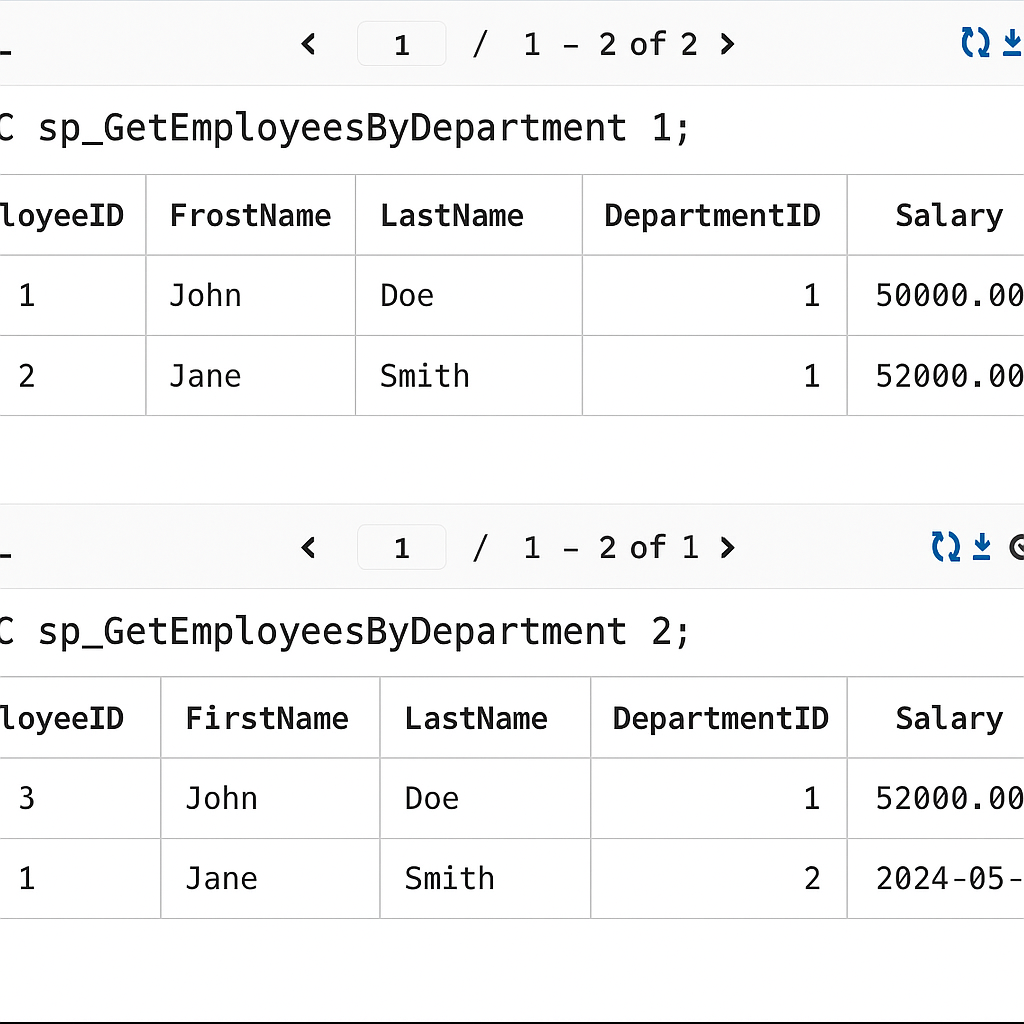 1 / 1 – 2 of 2
C sp_GetEmployeesByDepartment 1;
loyeeID FrostName LastName DepartmentID Salary
1 John Doe 1 50000.00
2 Jane Smith 1 52000.00
1 / 1 – 2 of 1
C sp_GetEmployeesByDepartment 2;
loyeeID FirstName LastName DepartmentID Salary
3 John Doe 1 52000.00
1 Jane Smith 2 2024-05-